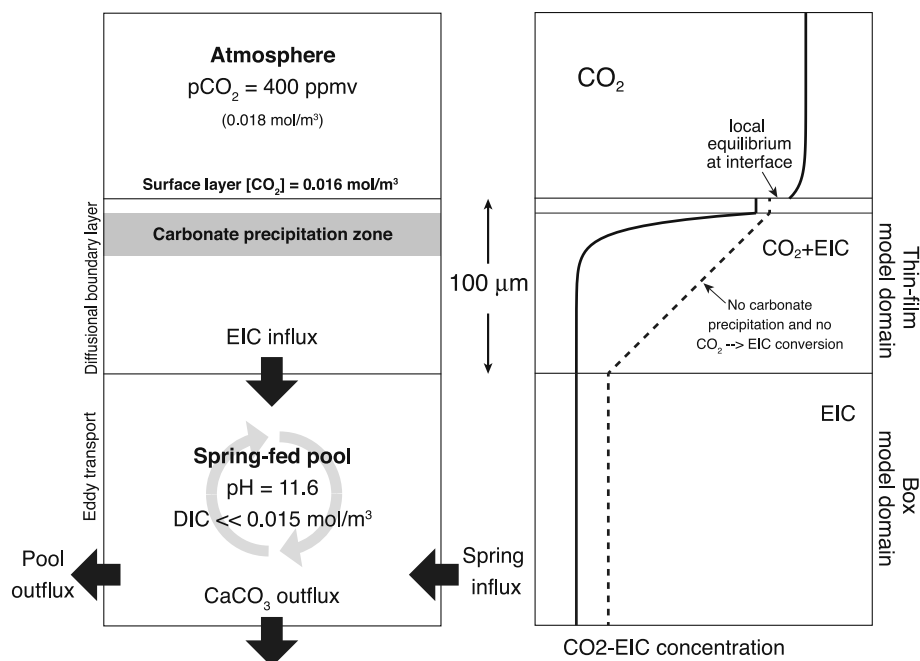 Atmosphere
pCO₂ = 400 ppmv
(0.018 mol/m³)
Surface layer [CO₂] = 0.016 mol/m³
Diffusional boundary layer
Carbonate precipitation zone
EIC influx
100 μm
Eddy transport
Spring-fed pool
pH = 11.6
DIC << 0.015 mol/m³
Pool
outflux
Spring
influx
CaCO₃ outflux
CO₂
local
equilibrium
at interface
CO₂+EIC
No carbonate
precipitation and no
CO₂ --> EIC conversion
Thin-film
model domain
EIC
Box
model domain
CO2-EIC concentration